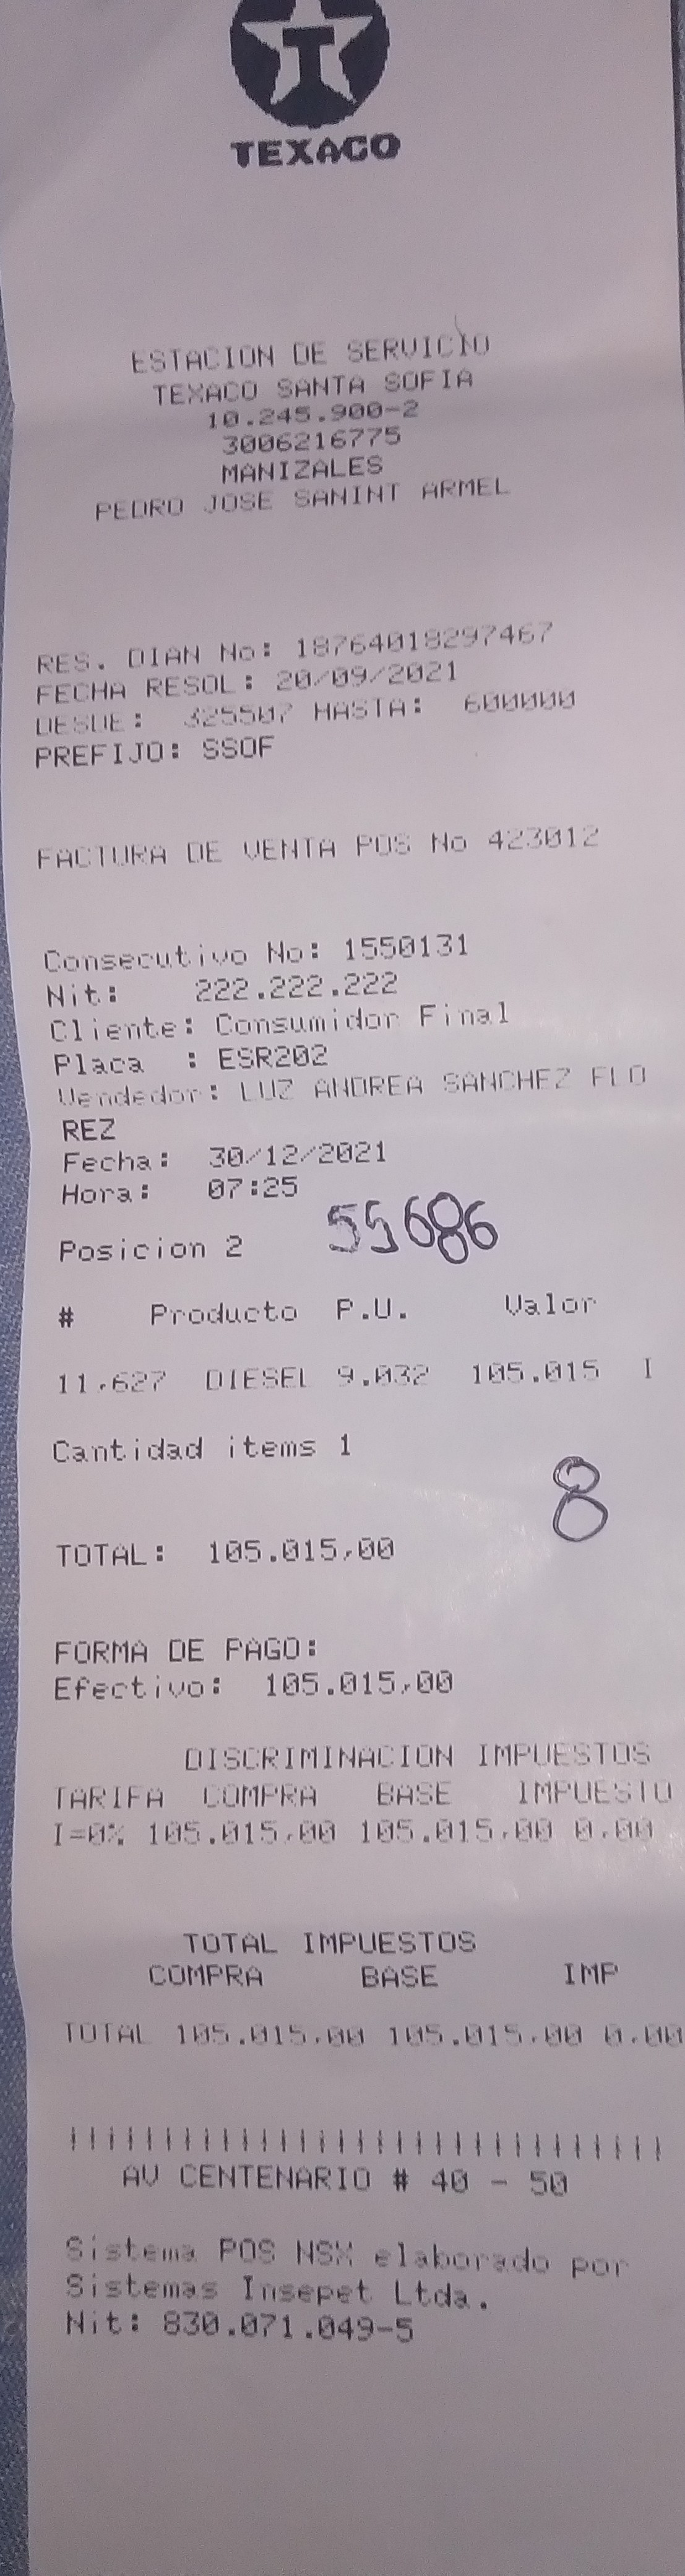 TEXACO
ESTACION DE SERVICIO
TEXACO SANTA SOFIA
10.245.900-2
3006216775
MANIZALES
PEDRO JOSE SANINT ARMEL
RES. DIAN No: 18764018297467
FECHA RESOL: 20/09/2021
DESDE: 325507 HASTA: 600000
PREFIJO: SSOF
FACTURA DE VENTA POS No 423012
Consecutivo No: 1550131
Nit: 222.222.222
Cliente: Consumidor Final
Placa : ESR202
Vendedor: LUZ ANDREA SANCHEZ FLO
REZ
Fecha: 30/12/2021
Hora: 07:25
Posicion 2 55686
# Producto P.U. Valor
11,627 DIESEL 9.032 105.015 I
Cantidad items 1
8
TOTAL: 105.015,00
FORMA DE PAGO:
Efectivo: 105.015,00
DISCRIMINACION IMPUESTOS
TARIFA COMPRA BASE IMPUESTO
I=0% 105.015,00 105.015,00 0,00
TOTAL IMPUESTOS
COMPRA BASE IMP
TOTAL 105.015,00 105.015,00 0,00
AV CENTENARIO # 40 - 50
Sistema POS NSX elaborado por
Sistemas Insepet Ltda.
Nit: 830.071.049-5